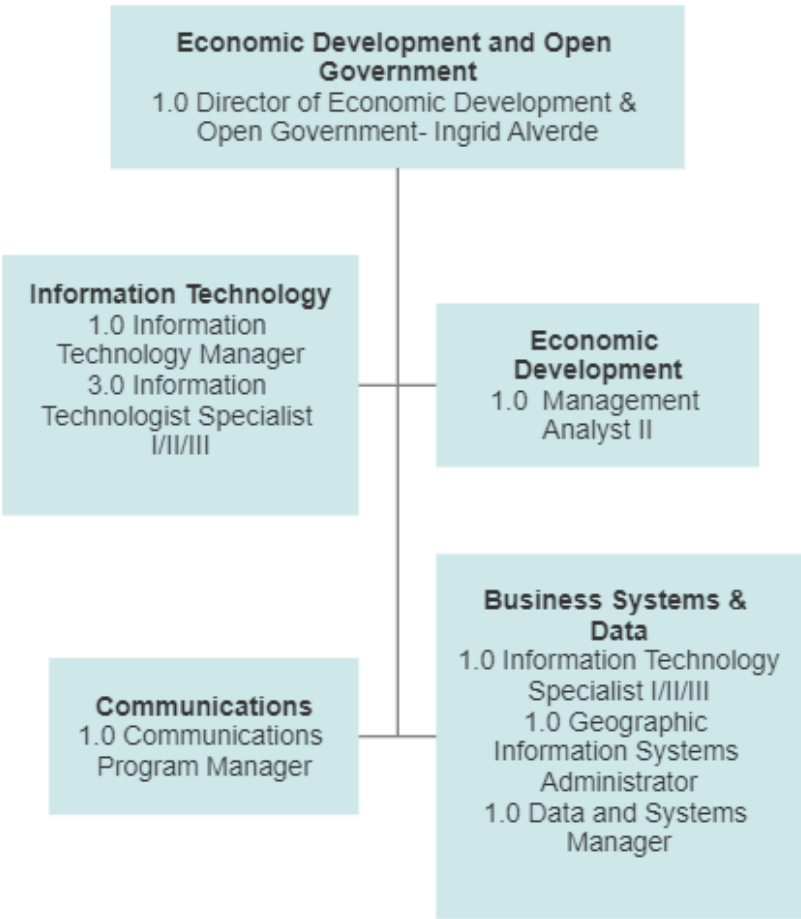 Economic Development and Open
Government
1.0 Director of Economic Development &
Open Government- Ingrid Alverde
Information Technology
1.0 Information
Technology Manager
3.0 Information
Technologist Specialist
I/II/III
Economic
Development
1.0 Management
Analyst II
Communications
1.0 Communications
Program Manager
Business Systems &
Data
1.0 Information Technology
Specialist I/II/III
1.0 Geographic
Information Systems
Administrator
1.0 Data and Systems
Manager